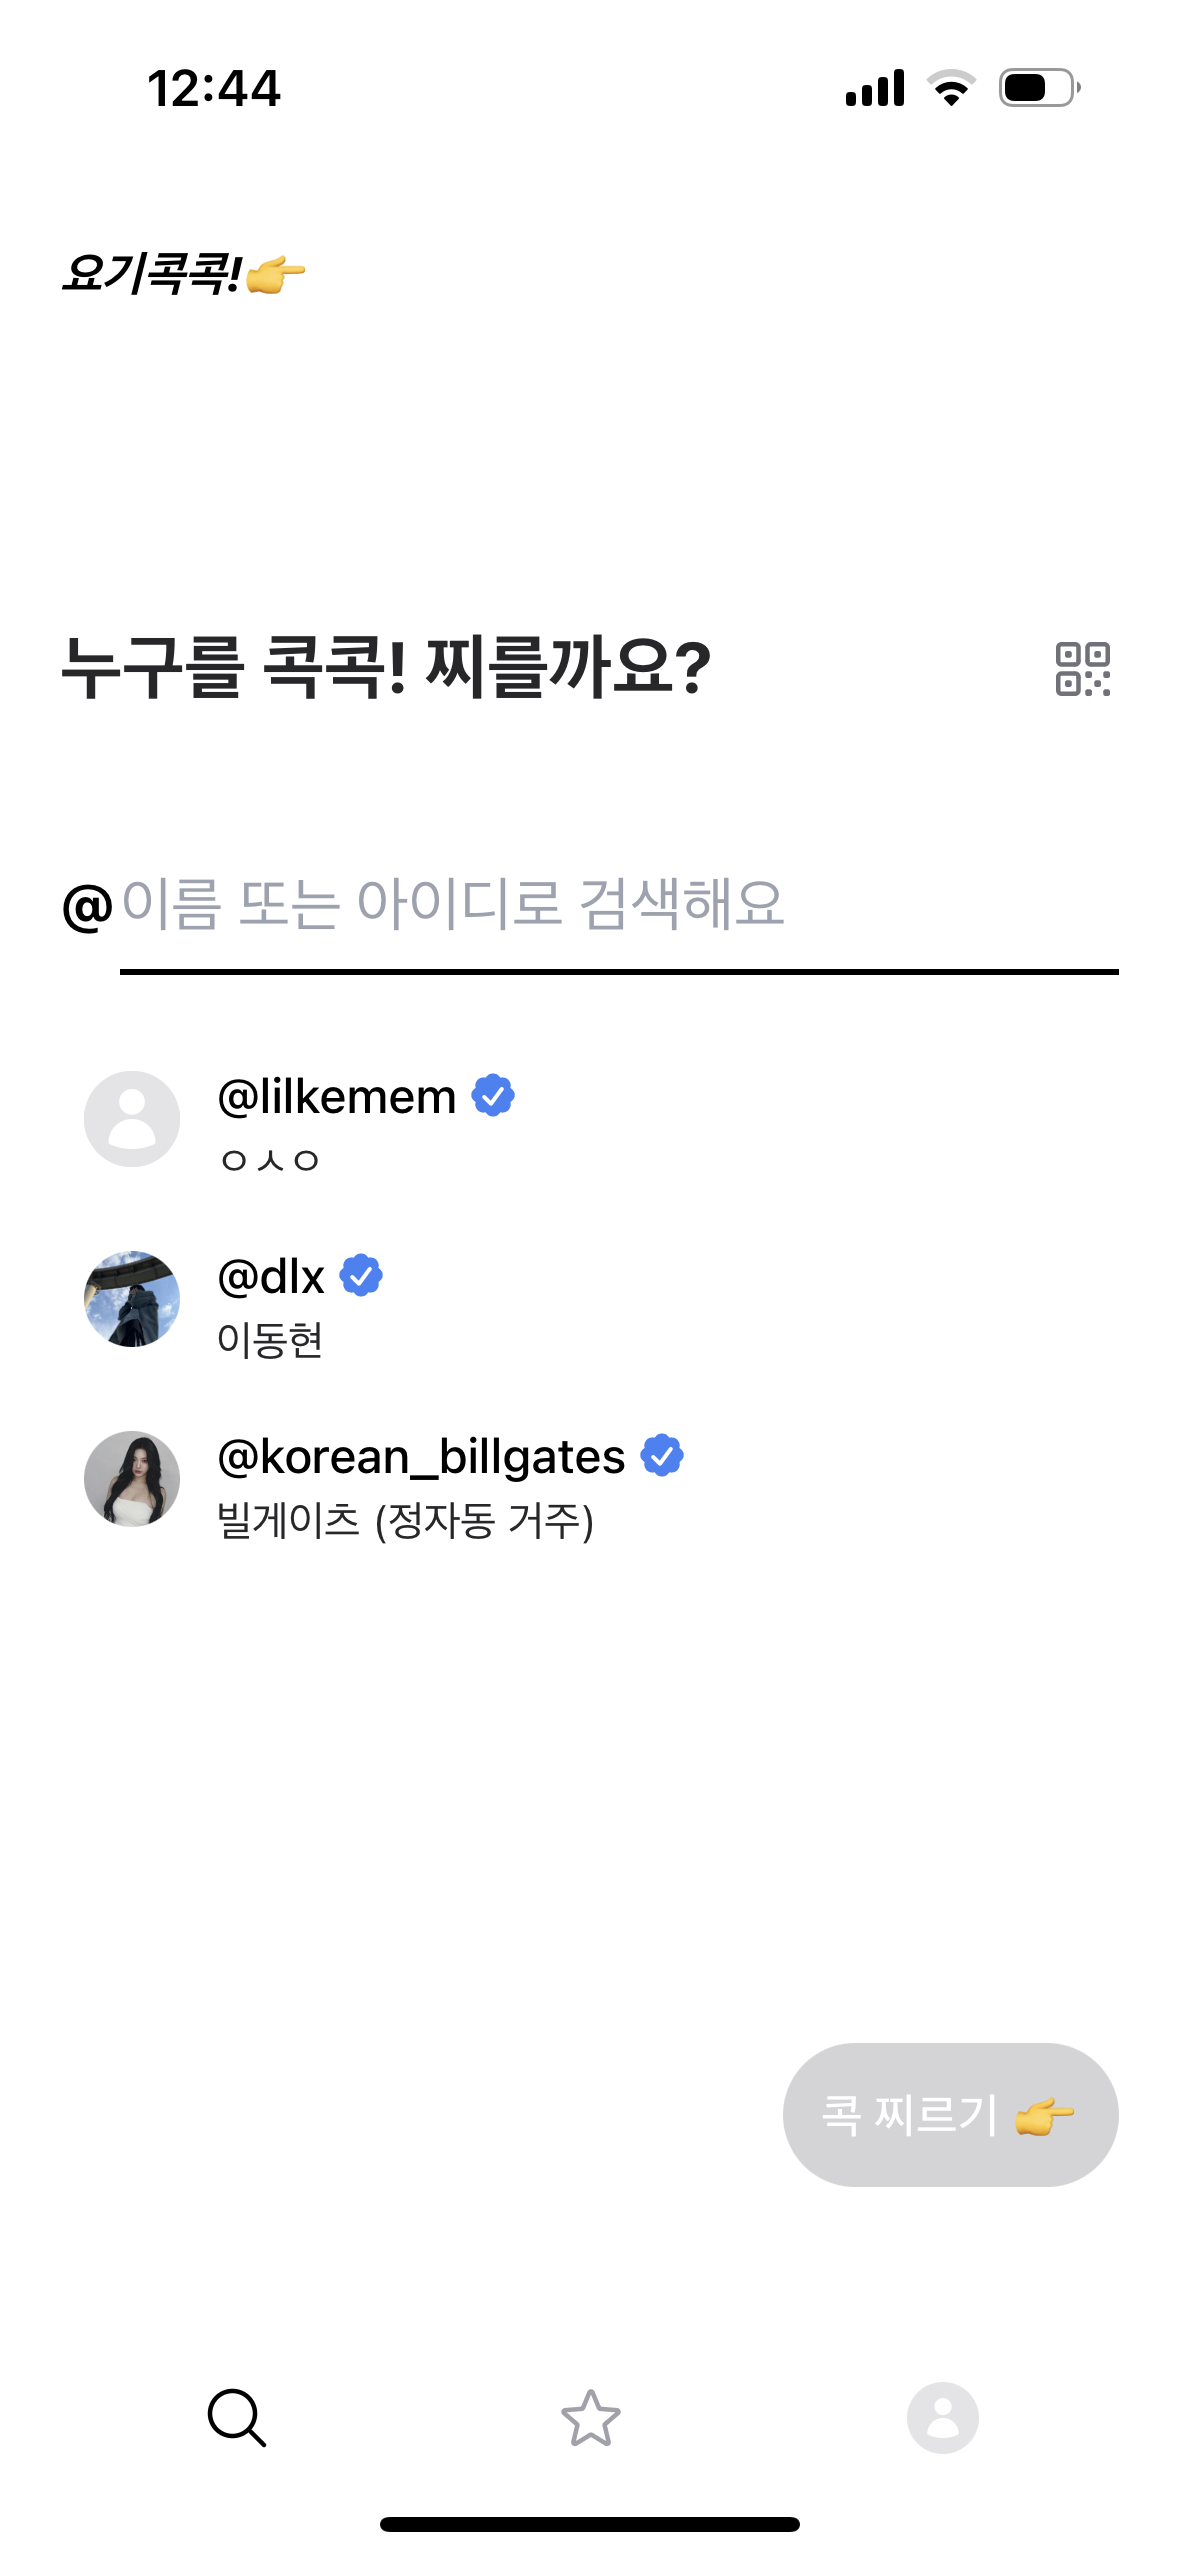 12:44
요기콕콕!👉
누구를 콕콕! 찌를까요?
@이름 또는 아이디로 검색해요
@lilkemem
ㅇㅅㅇ
@dlx
이동현
@korean_billgates
빌게이츠 (정자동 거주)
콕 찌르기 👉